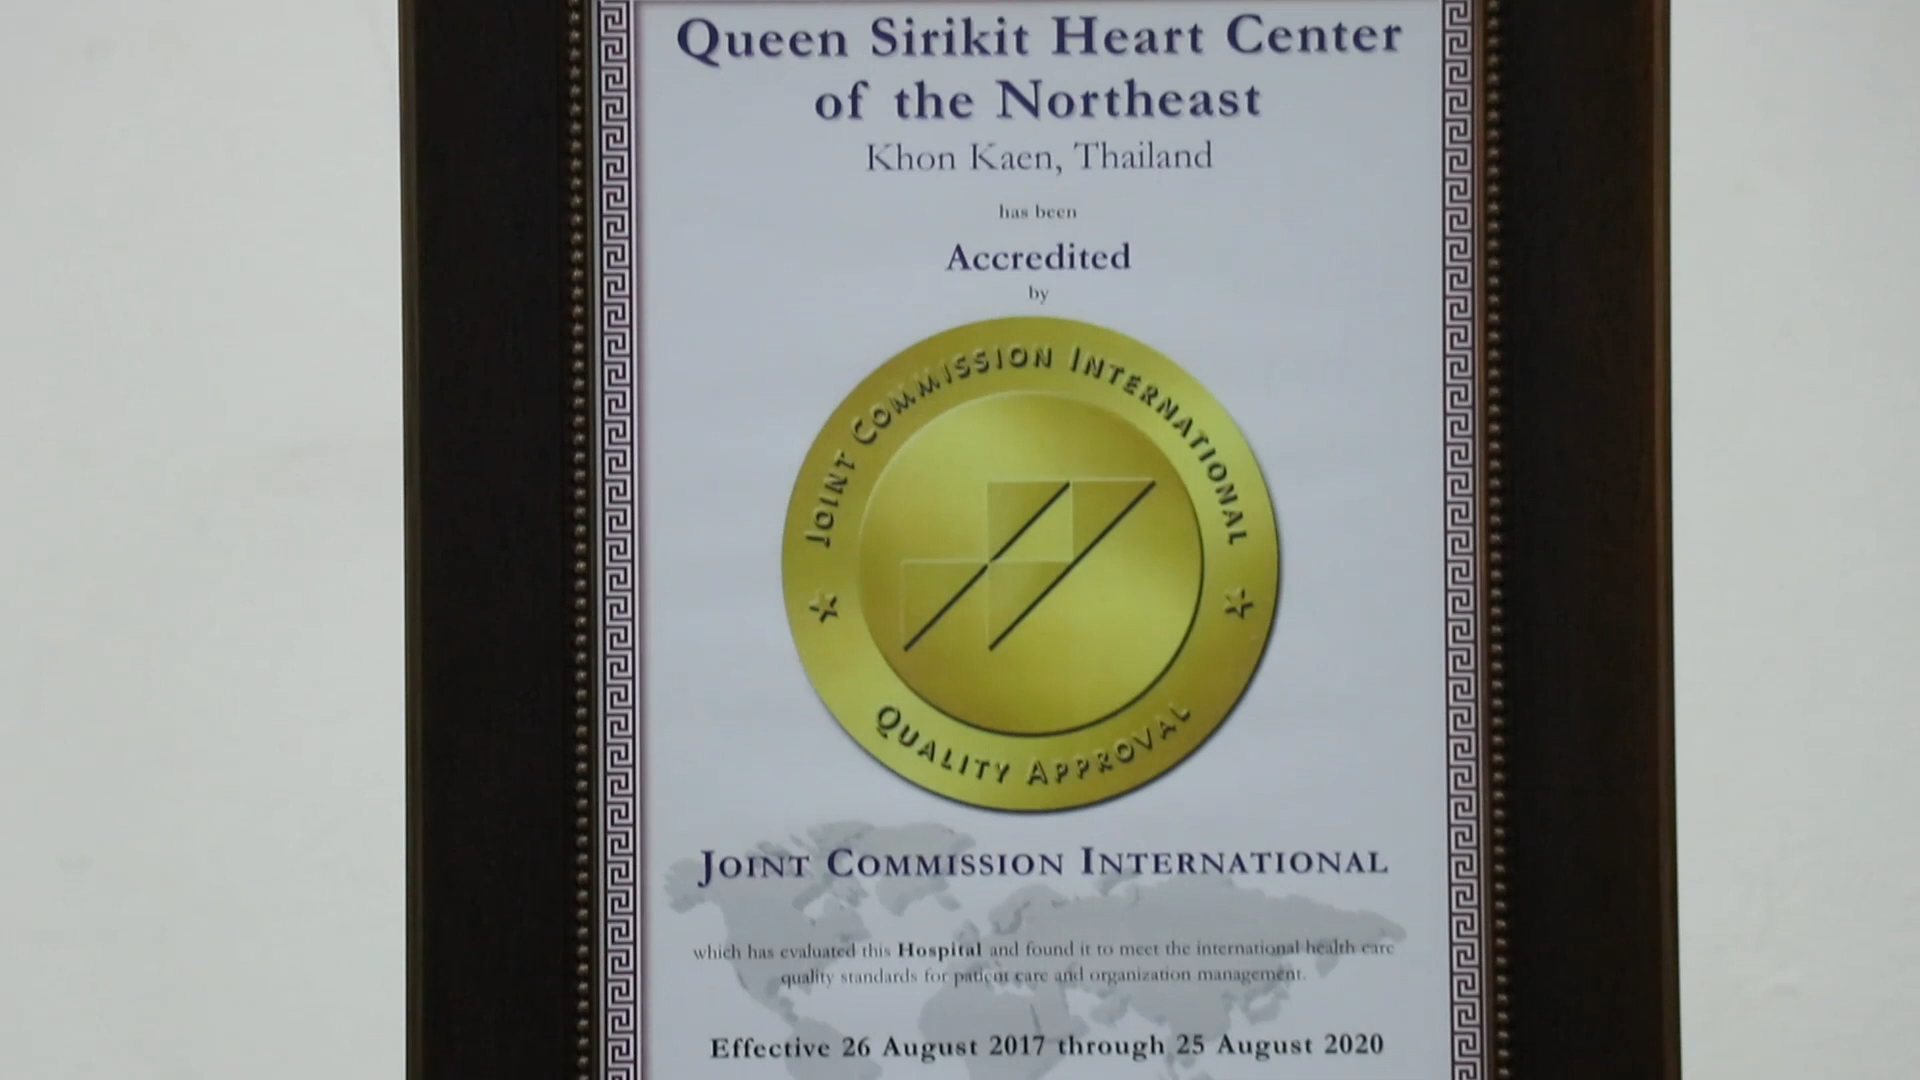 Queen Sirikit Heart Center
of the Northeast
Khon Kaen, Thailand
has been
Accredited
by
JOINT COMMISSION INTERNATIONAL
QUALITY APPROVAL
JOINT COMMISSION INTERNATIONAL
which has evaluated this Hospital and found it to meet the international health care
quality standards for patient care and organization management.
Effective 26 August 2017 through 25 August 2020